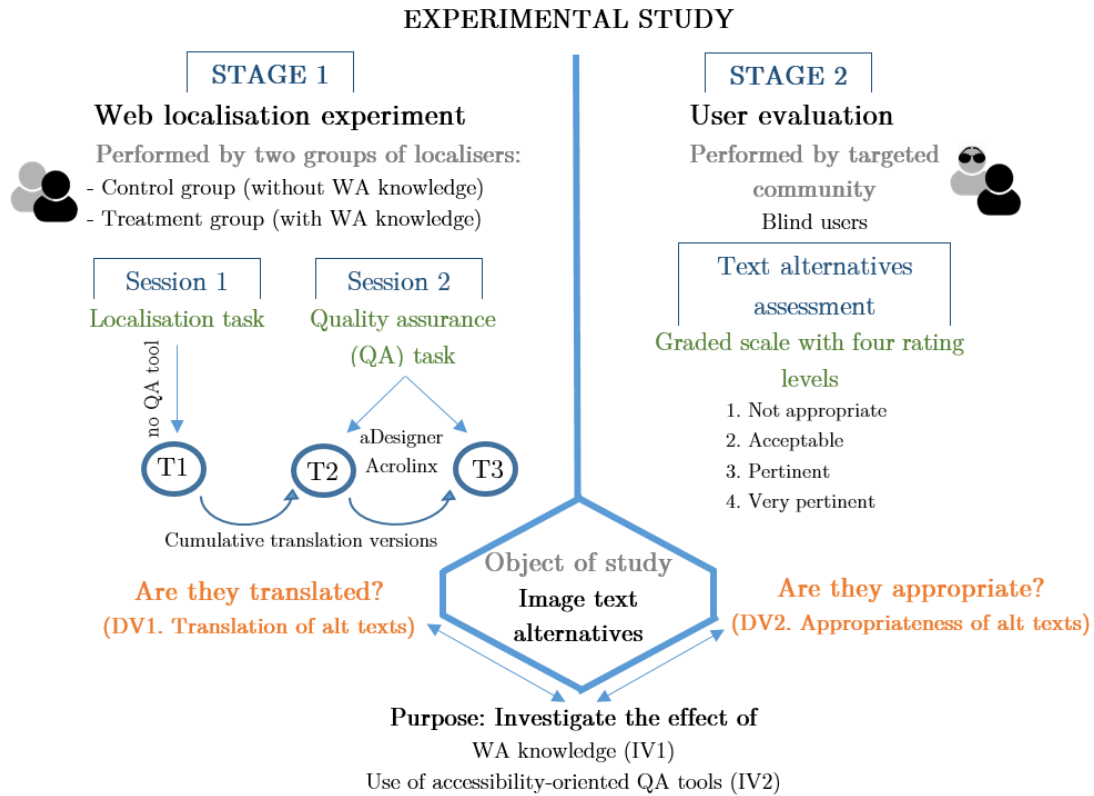 EXPERIMENTAL STUDY
STAGE 1
Web localisation experiment
Performed by two groups of localisers:
- Control group (without WA knowledge)
- Treatment group (with WA knowledge)
Session 1
Localisation task
no QA tool
Session 2
Quality assurance
(QA) task
aDesigner
Acrolinx
T1
T2
T3
Cumulative translation versions
Are they translated?
(DV1. Translation of alt texts)
STAGE 2
User evaluation
Performed by targeted
community
Blind users
Text alternatives
assessment
Graded scale with four rating
levels
1. Not appropriate
2. Acceptable
3. Pertinent
4. Very pertinent
Are they appropriate?
(DV2. Appropriateness of alt texts)
Object of study
Image text
alternatives
Purpose: Investigate the effect of
WA knowledge (IV1)
Use of accessibility-oriented QA tools (IV2)